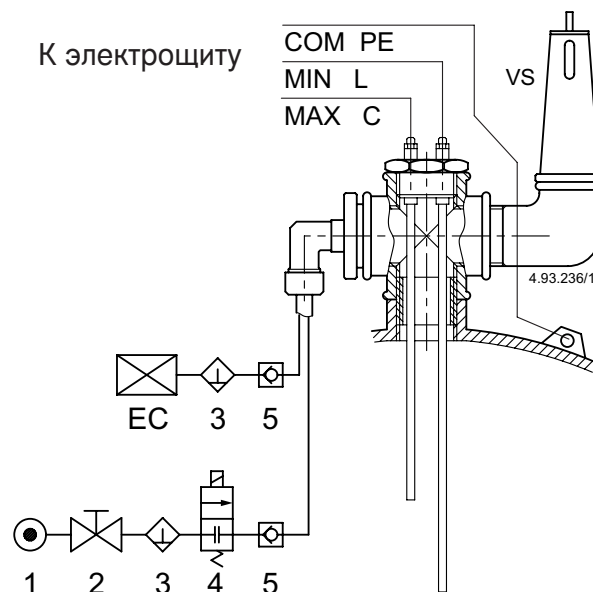 К электрощиту
COM PE
MIN L
MAX C
VS
4.93.236/1
EC 3 5
1 2 3 4 5